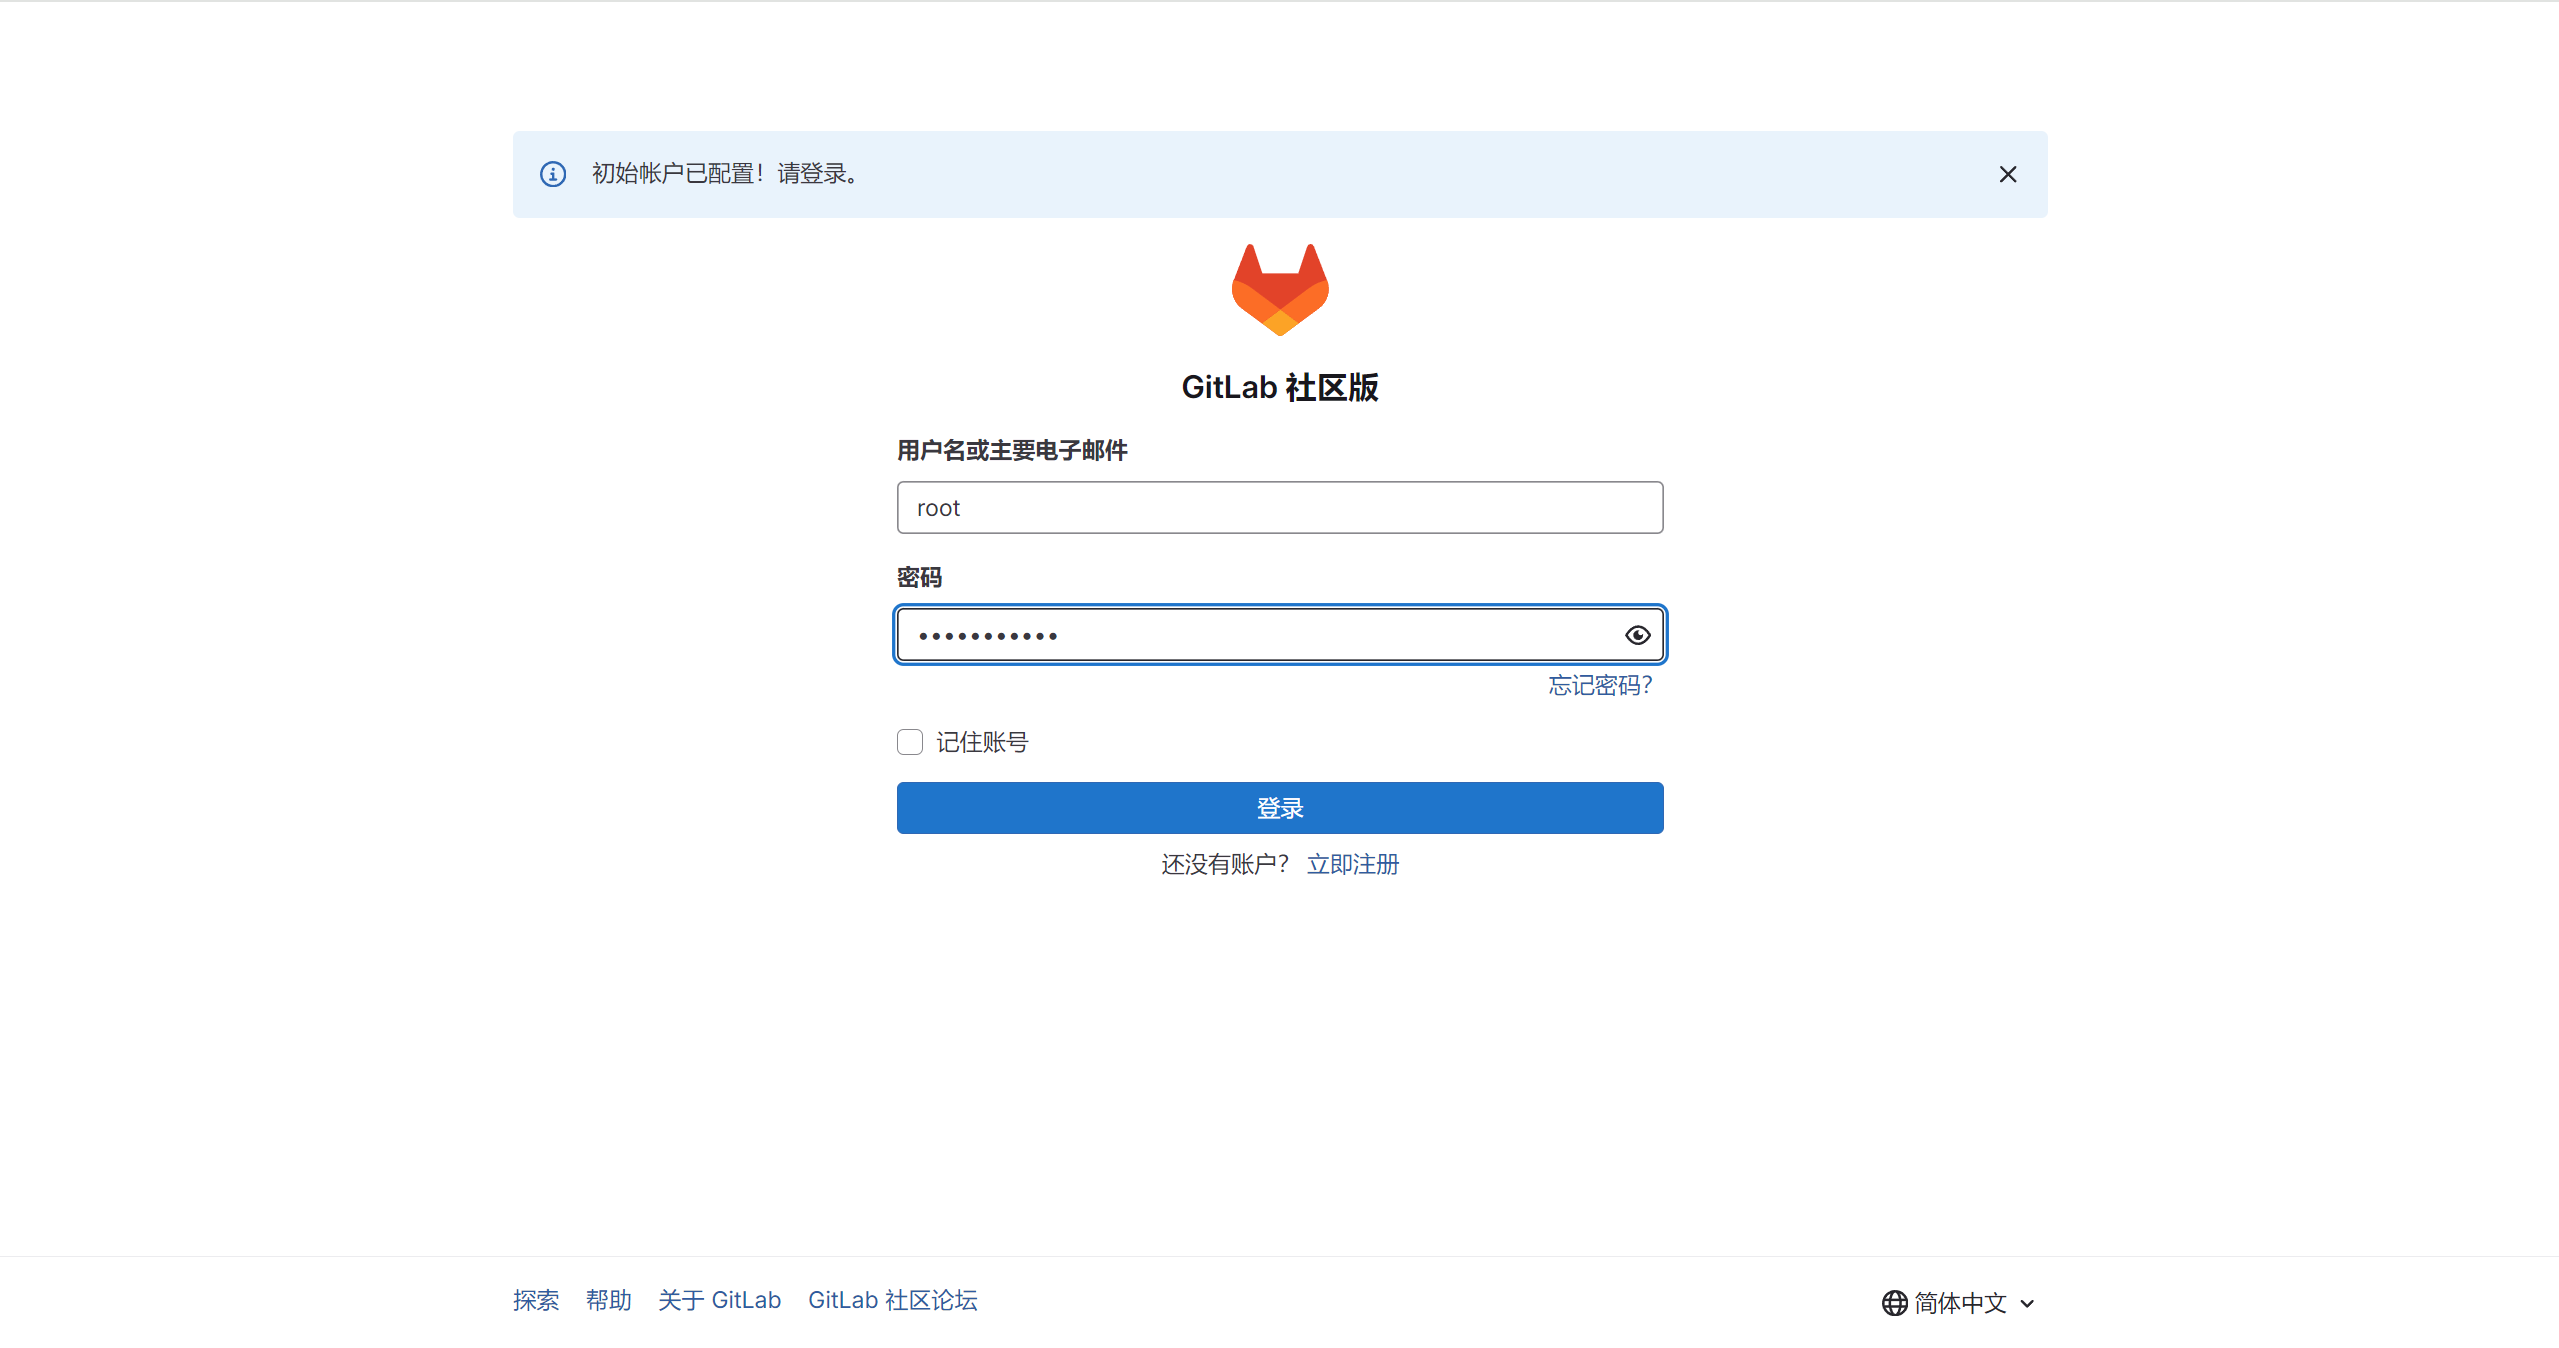 初始帐户已配置！请登录。
GitLab 社区版
用户名或主要电子邮件
root
密码
•••••••••••
忘记密码？
记住账号
登录
还没有账户？ 立即注册
探索 帮助 关于 GitLab GitLab 社区论坛 简体中文